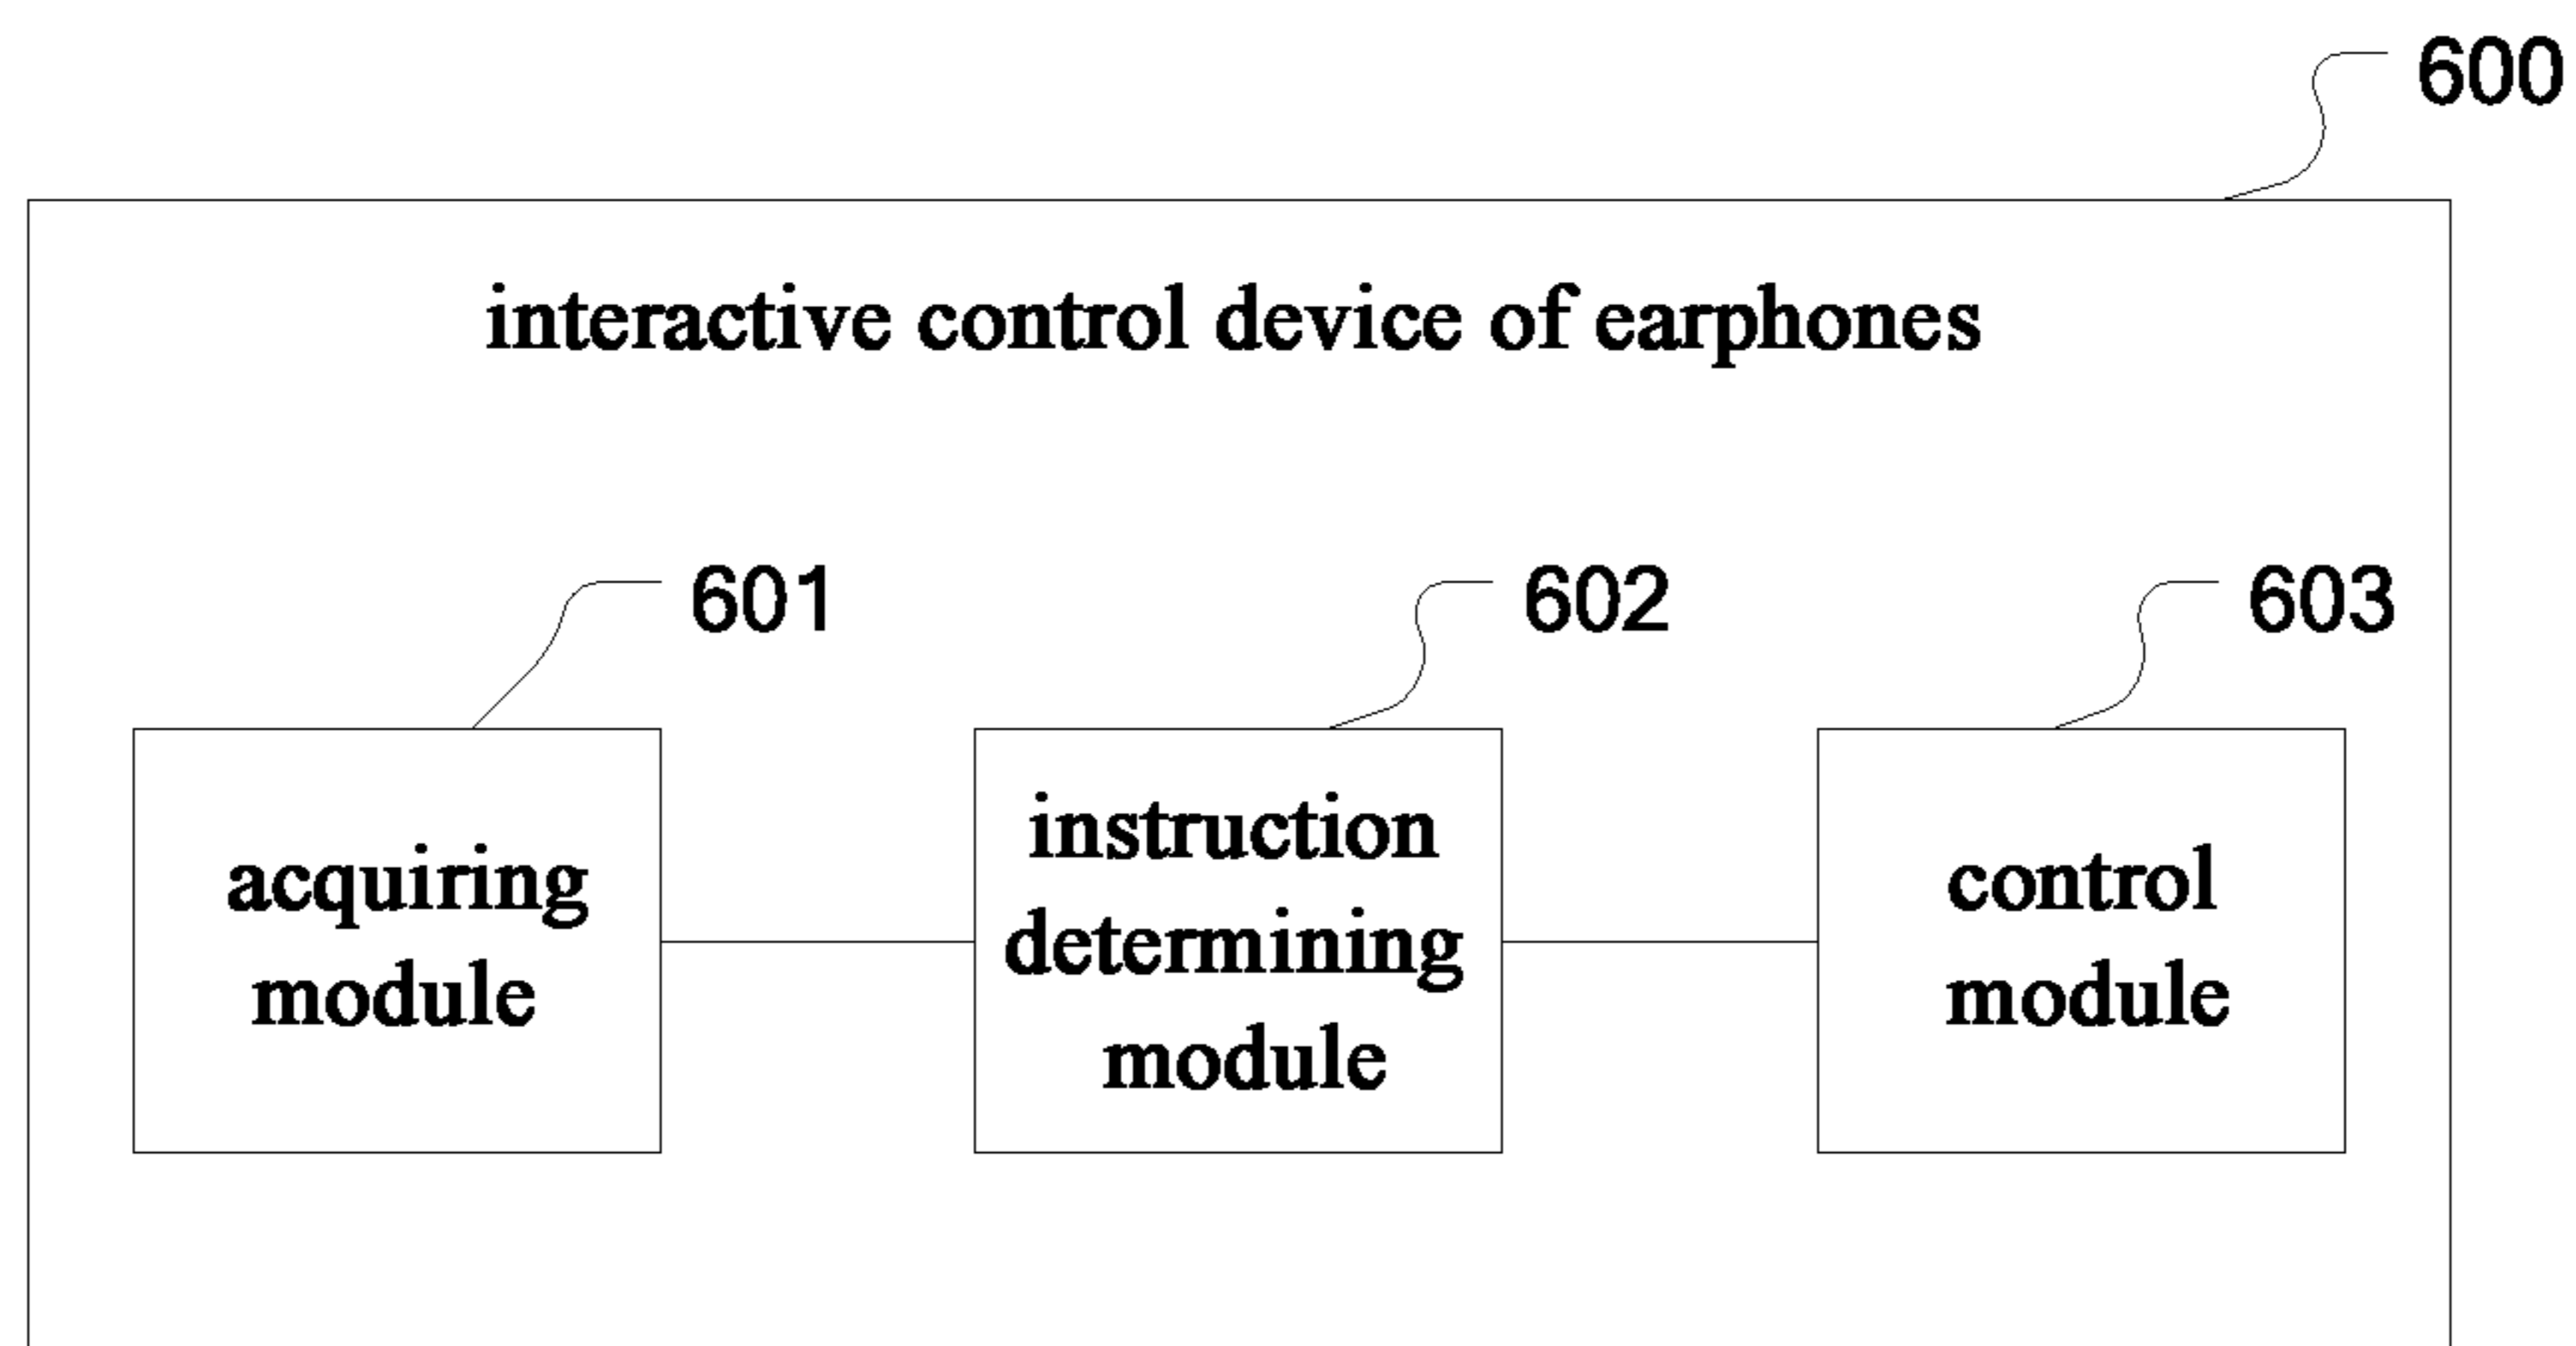 600
interactive control device of earphones
601
602
603
acquiring
module
instruction
determining
module
control
module